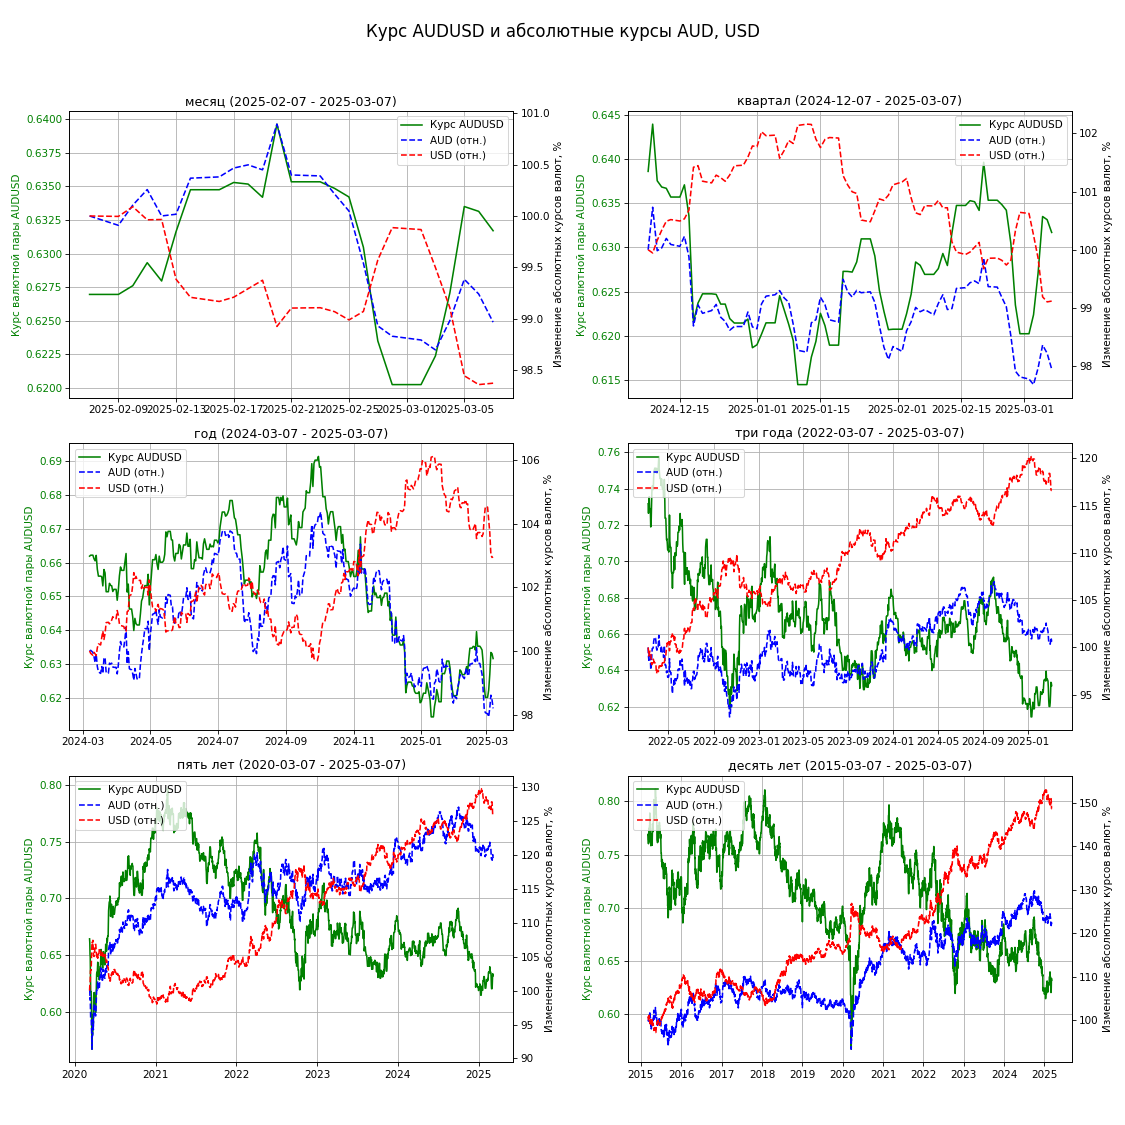 Курс AUDUSD и абсолютные курсы AUD, USD
месяц (2025-02-07 - 2025-03-07)
Курс валютной пары AUDUSD
0.6400
0.6375
0.6350
0.6325
0.6300
0.6275
0.6250
0.6225
0.6200
Курс AUDUSD
AUD (отн.)
USD (отн.)
101.0
100.5
100.0
99.5
99.0
98.5
Изменение абсолютных курсов валют, %
2025-02-09 2025-02-13 2025-02-17 2025-02-21 2025-02-25 2025-03-01 2025-03-05
квартал (2024-12-07 - 2025-03-07)
Курс валютной пары AUDUSD
0.645
0.640
0.635
0.630
0.625
0.620
0.615
Курс AUDUSD
AUD (отн.)
USD (отн.)
102
101
100
99
98
Изменение абсолютных курсов валют, %
2024-12-15 2025-01-01 2025-01-15 2025-02-01 2025-02-15 2025-03-01
год (2024-03-07 - 2025-03-07)
Курс валютной пары AUDUSD
0.69
0.68
0.67
0.66
0.65
0.64
0.63
0.62
Курс AUDUSD
AUD (отн.)
USD (отн.)
106
104
102
100
98
Изменение абсолютных курсов валют, %
2024-03 2024-05 2024-07 2024-09 2024-11 2025-01 2025-03
три года (2022-03-07 - 2025-03-07)
Курс валютной пары AUDUSD
0.76
0.74
0.72
0.70
0.68
0.66
0.64
0.62
Курс AUDUSD
AUD (отн.)
USD (отн.)
120
115
110
105
100
95
Изменение абсолютных курсов валют, %
2022-05 2022-09 2023-01 2023-05 2023-09 2024-01 2024-05 2024-09 2025-01
пять лет (2020-03-07 - 2025-03-07)
Курс валютной пары AUDUSD
0.80
0.75
0.70
0.65
0.60
Курс AUDUSD
AUD (отн.)
USD (отн.)
130
125
120
115
110
105
100
95
90
Изменение абсолютных курсов валют, %
2020 2021 2022 2023 2024 2025
десять лет (2015-03-07 - 2025-03-07)
Курс валютной пары AUDUSD
0.80
0.75
0.70
0.65
0.60
Курс AUDUSD
AUD (отн.)
USD (отн.)
150
140
130
120
110
100
Изменение абсолютных курсов валют, %
2015 2016 2017 2018 2019 2020 2021 2022 2023 2024 2025